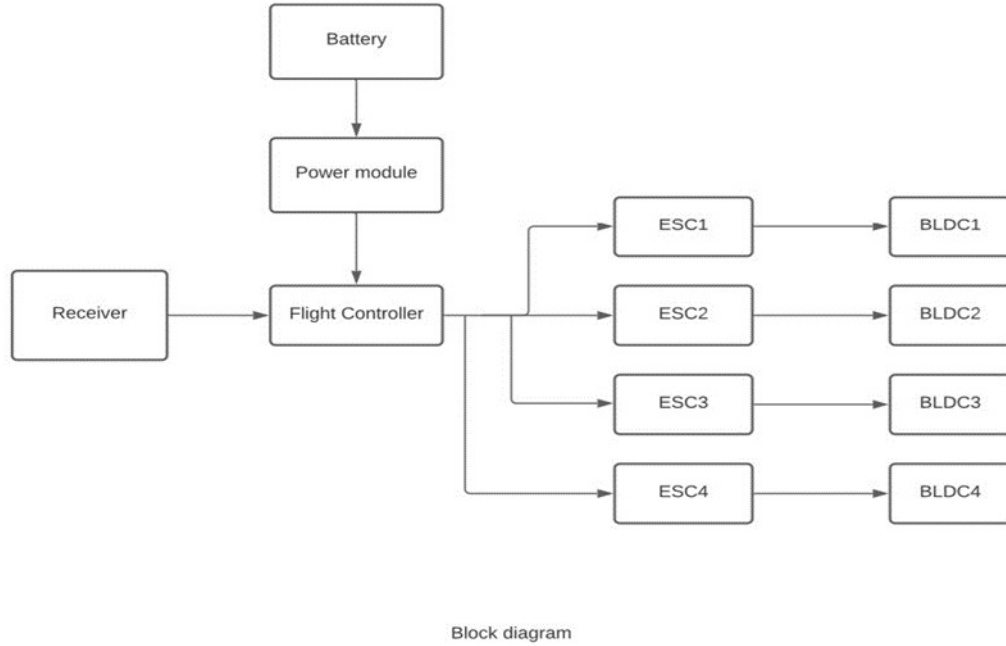 Battery
Power module
Receiver
Flight Controller
ESC1
BLDC1
ESC2
BLDC2
ESC3
BLDC3
ESC4
BLDC4
Block diagram